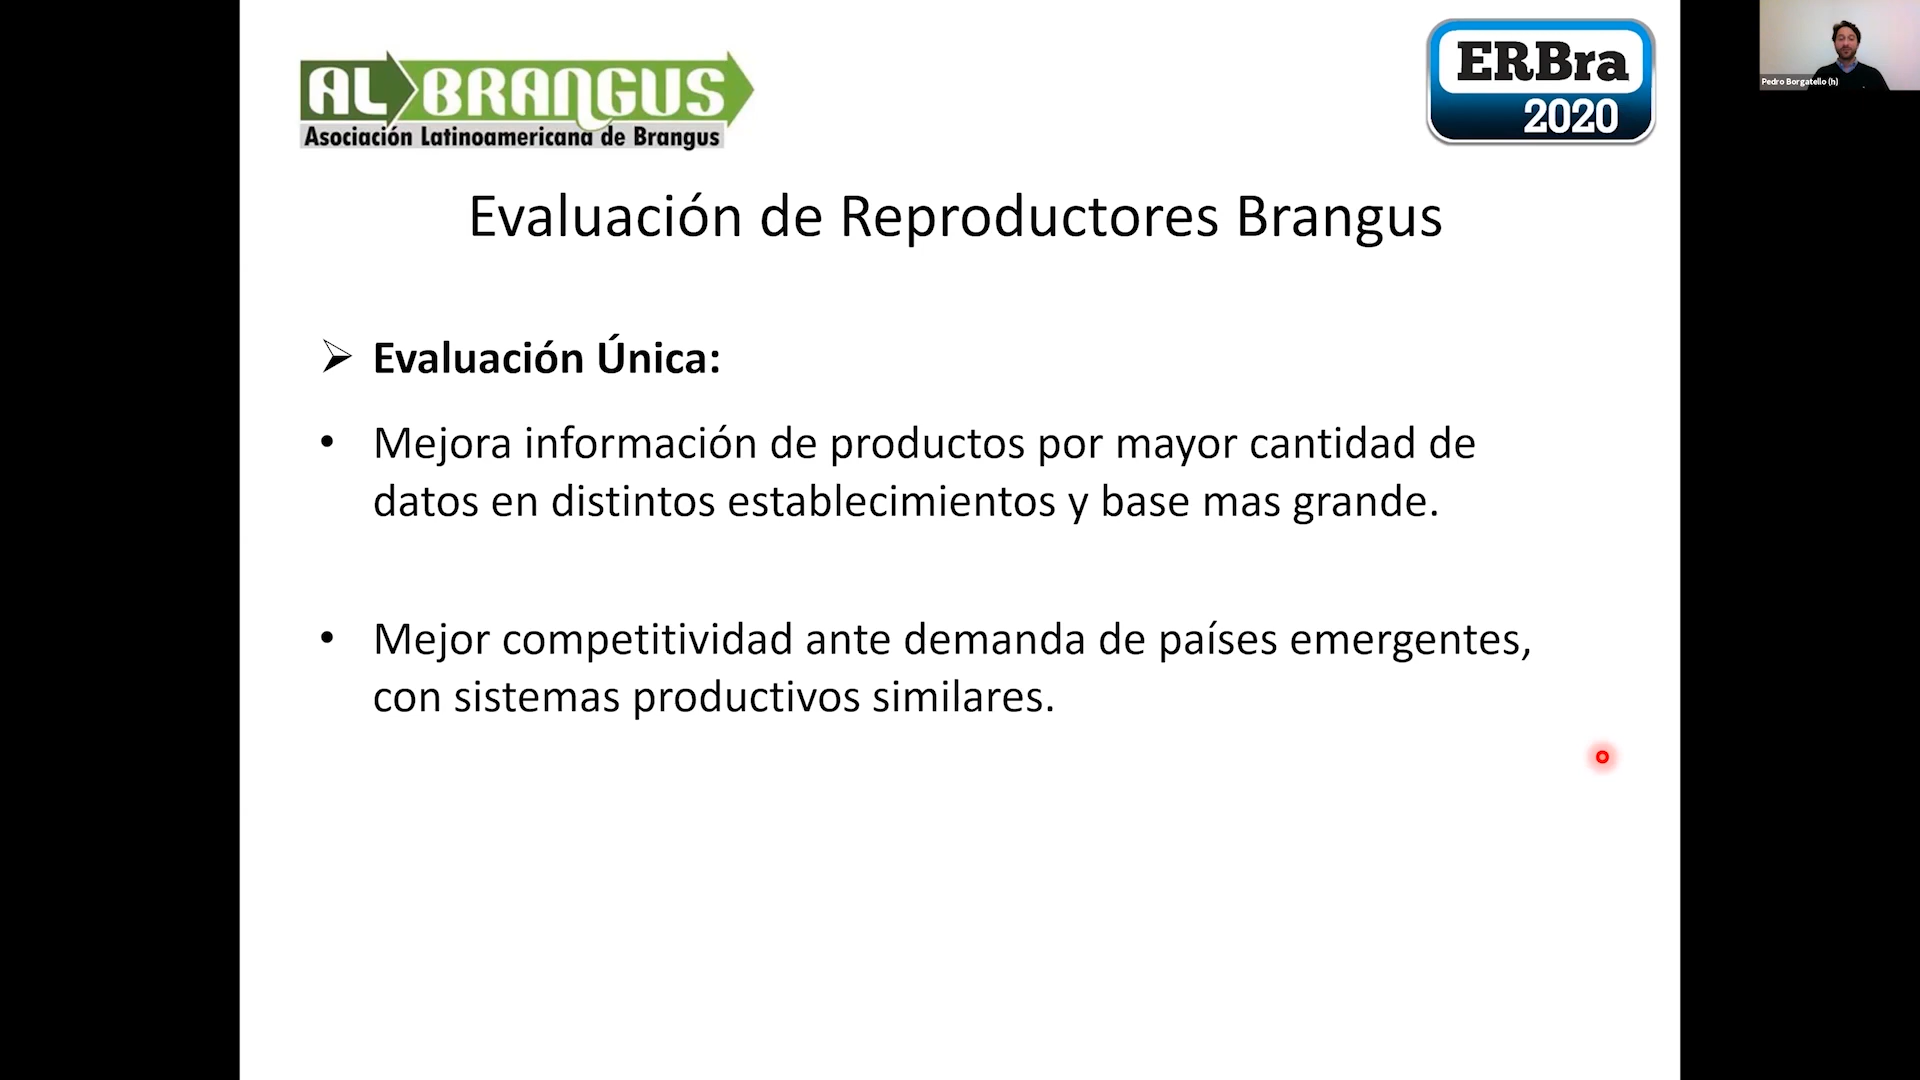 AL BRANGUS
Asociación Latinoamericana de Brangus
ERBra
2020
Pedro Borgatello (h)
Evaluación de Reproductores Brangus
➢ Evaluación Única:
• Mejora información de productos por mayor cantidad de
datos en distintos establecimientos y base mas grande.
• Mejor competitividad ante demanda de países emergentes,
con sistemas productivos similares.